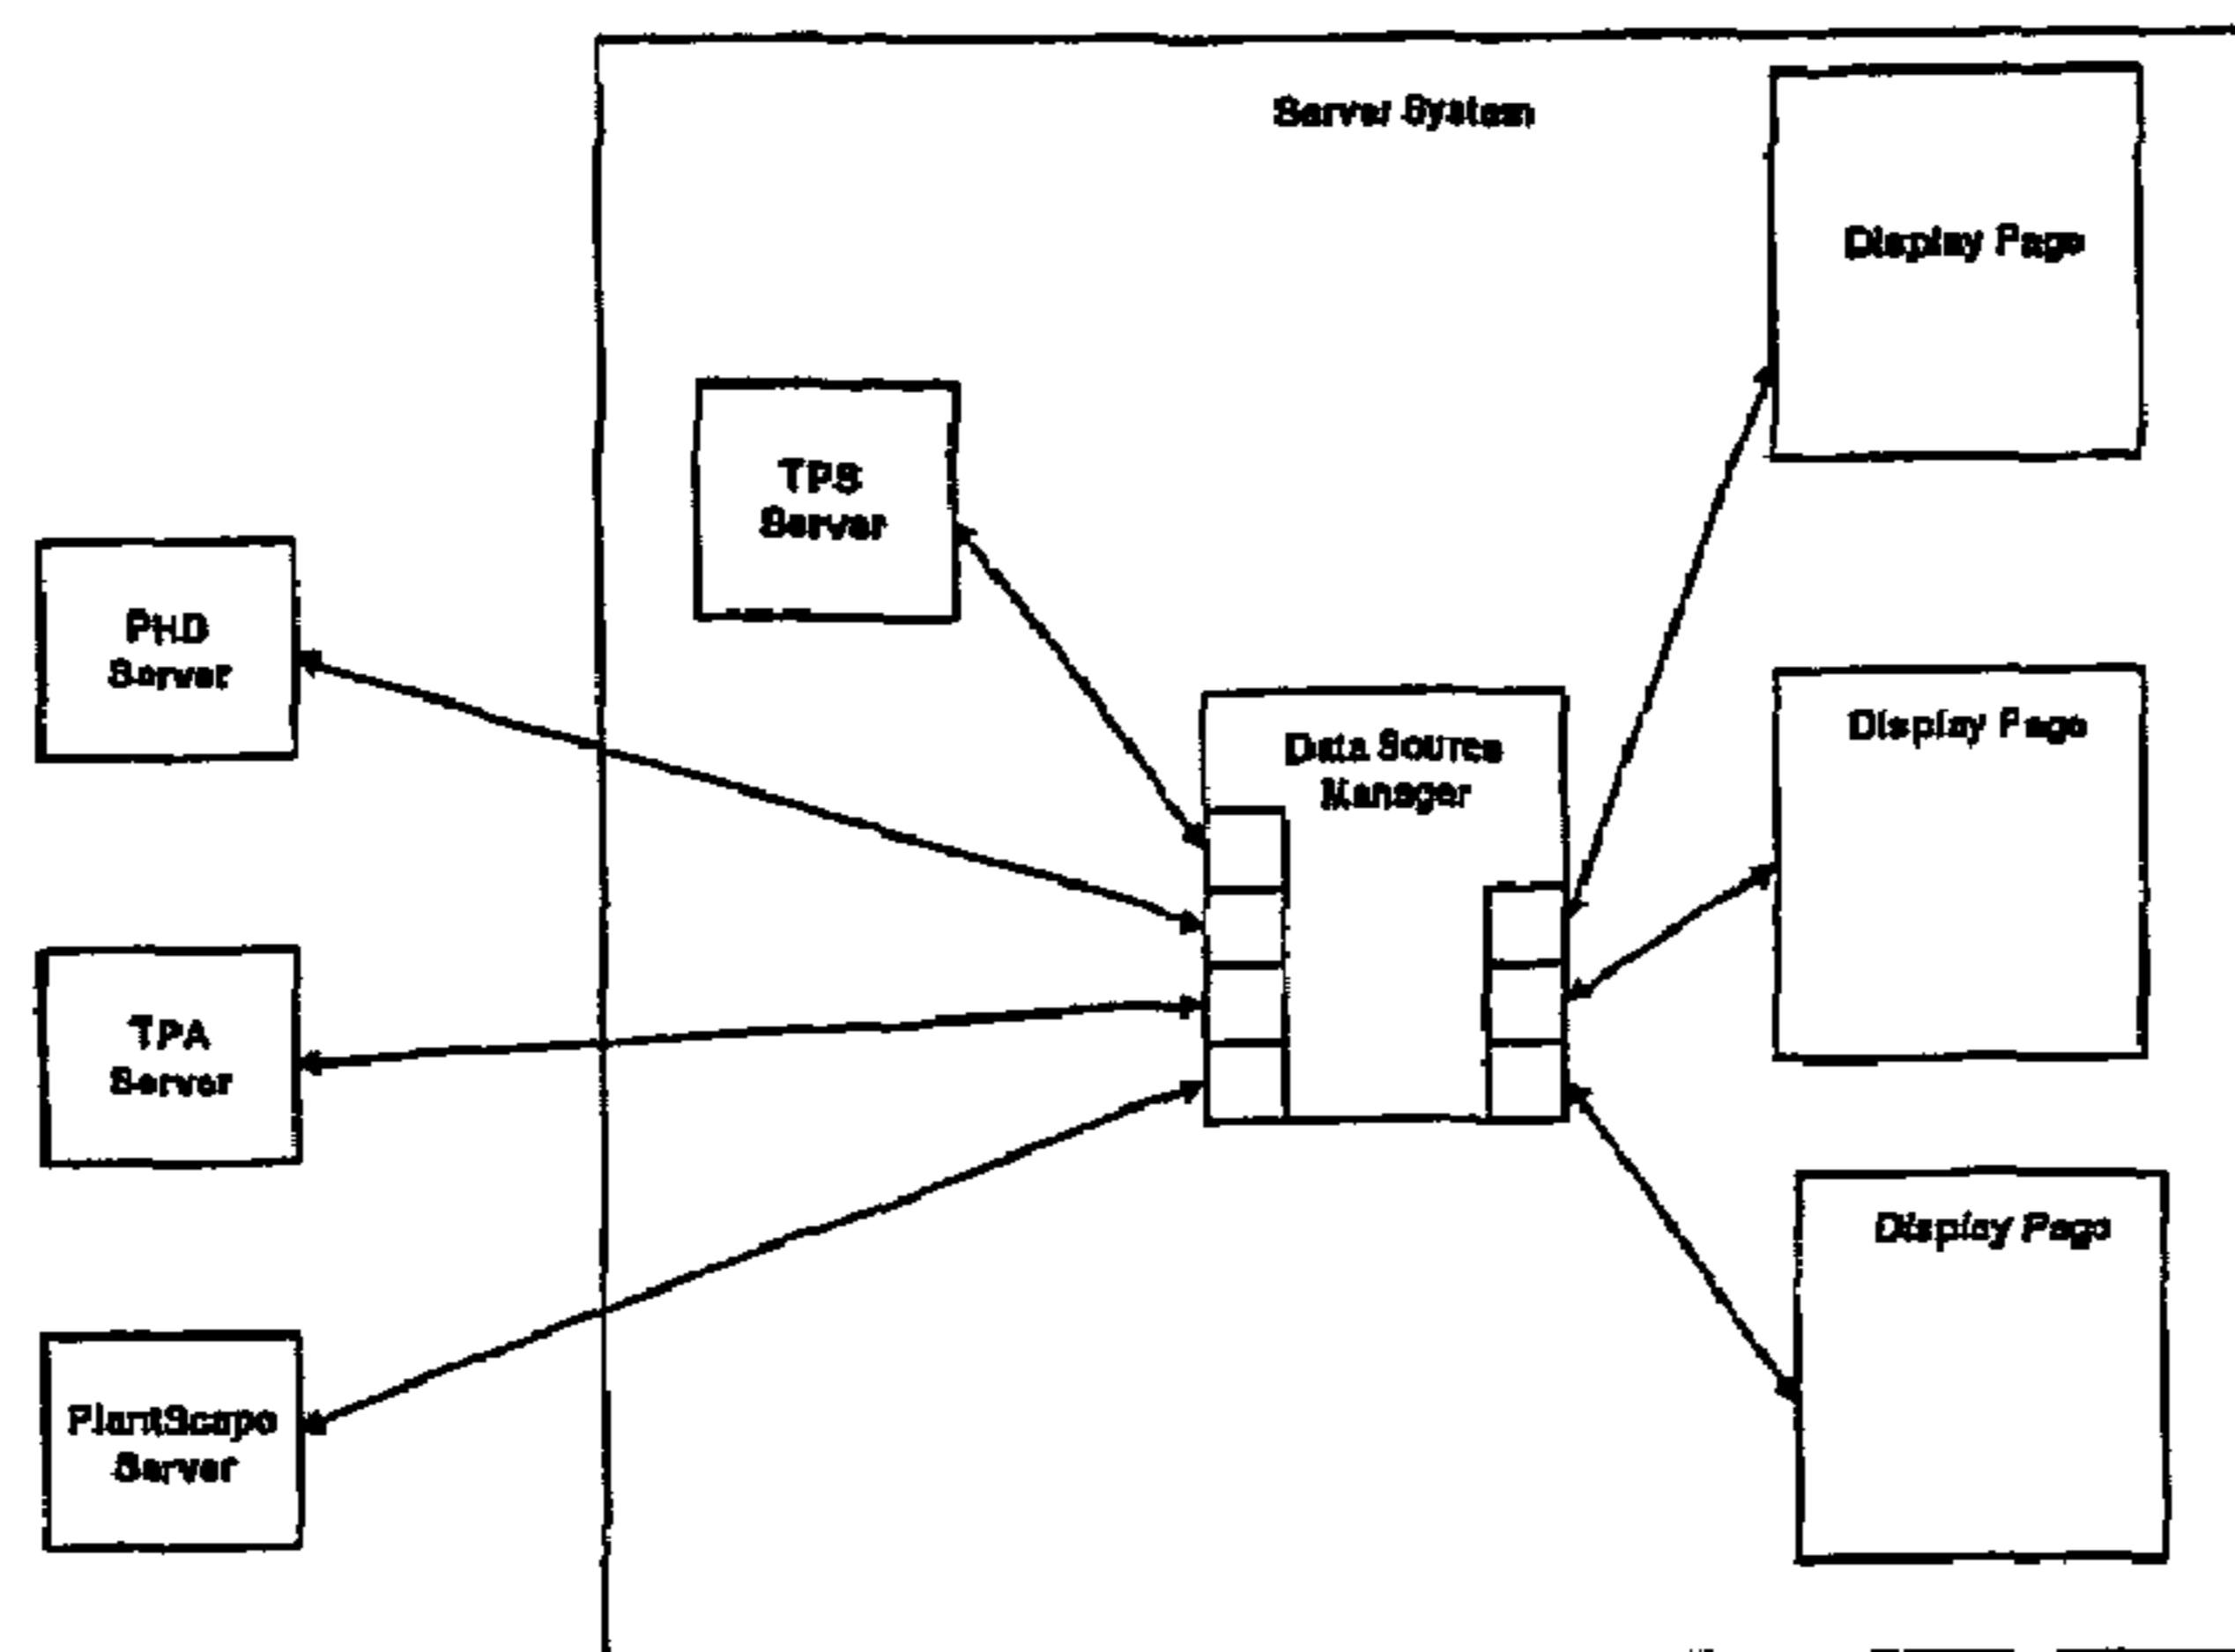 Server System
Display Page
TPS
Server
PHD
Server
Data Source
Manager
Display Page
TPA
Server
Display Page
PlantScape
Server